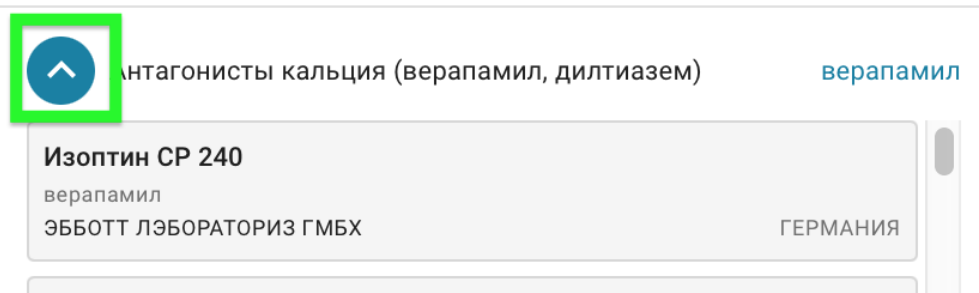 Антагонисты кальция (верапамил, дилтиазем) верапамил
Изоптин СР 240
верапамил
ЭББОТТ ЛЭБОРАТОРИЗ ГМБХ ГЕРМАНИЯ